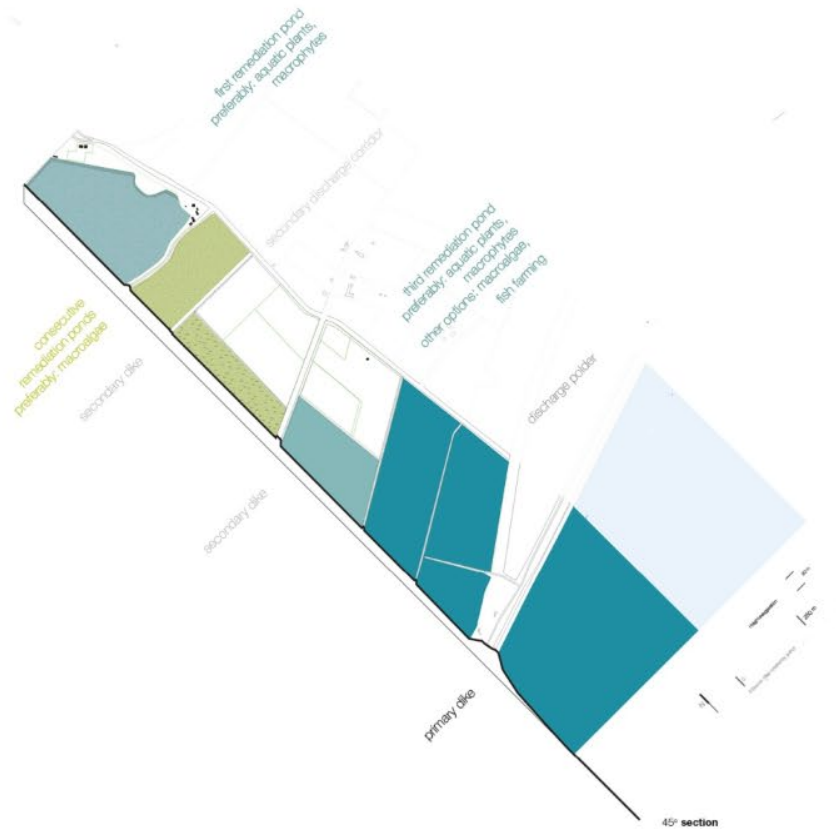 first remediation pond
preferably: aquatic plants,
macrophytes
secondary discharge corridor
third remediation pond
preferably: aquatic plants,
macrophytes
other options: macroalgae,
fish farming
consecutive
remediation ponds
preferably: macroalgae
secondary dike
discharge polder
secondary dike
primary dike
45º section